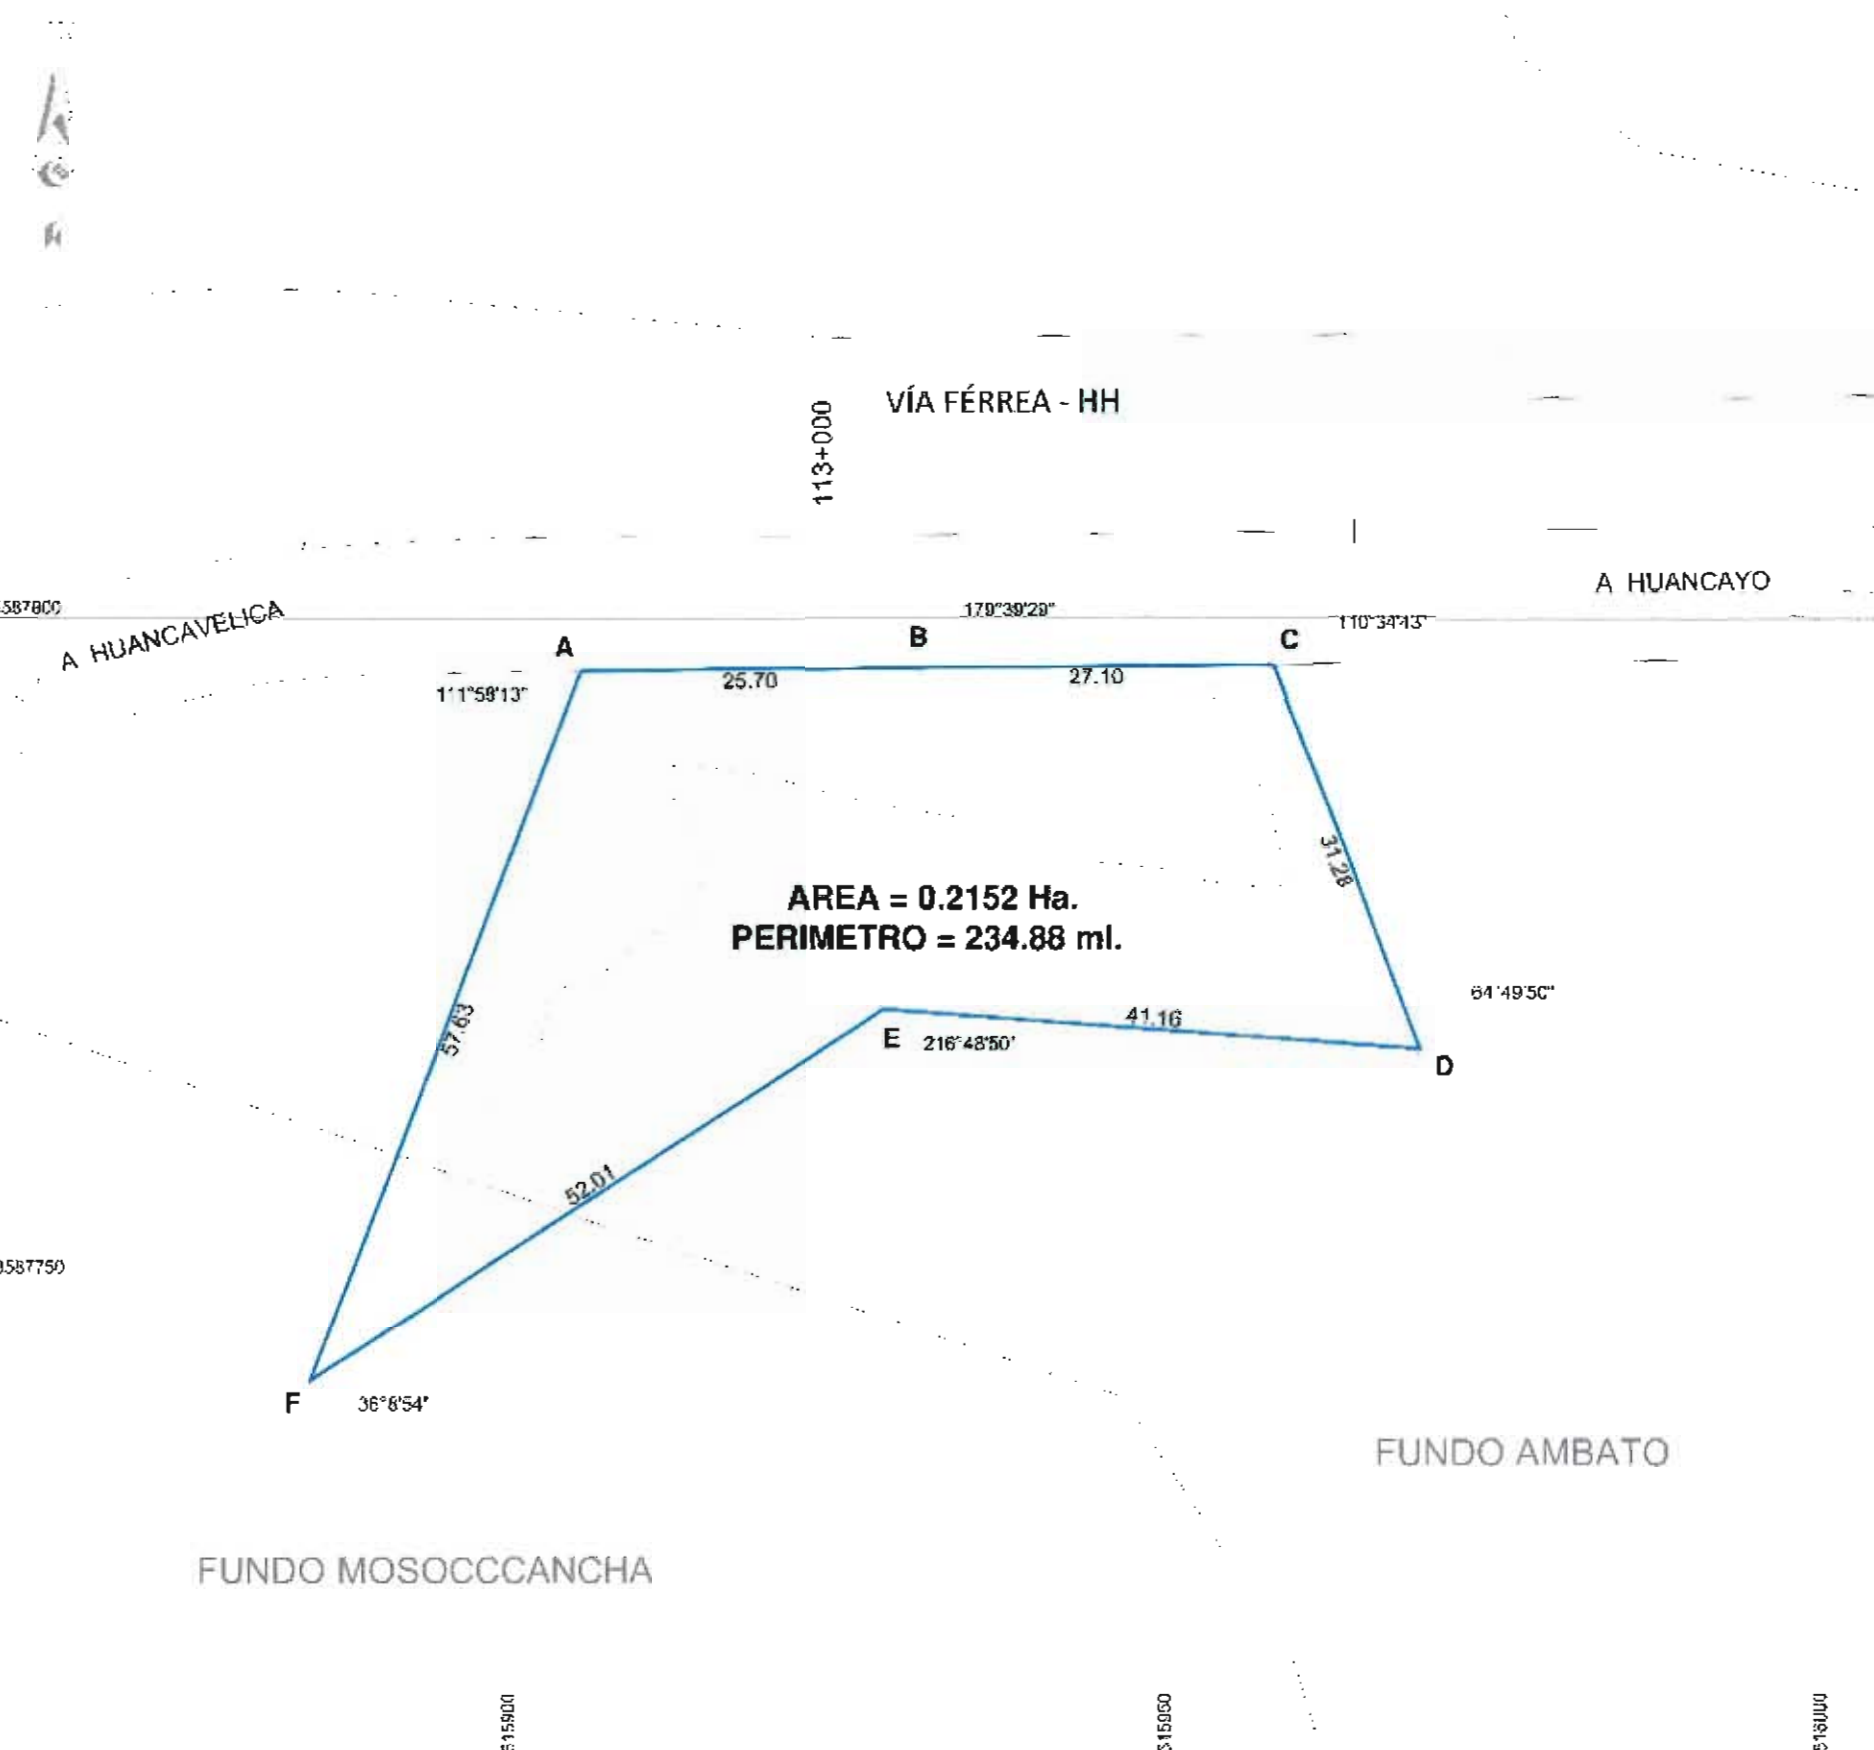 VÍA FÉRREA - HH
113+000
A HUANCAYO
A HUANCAVELICA
179°39'29"
110°34'43"
A
B
C
111°59'13"
25.70
27.10
31.28
AREA = 0.2152 Ha.
PERIMETRO = 234.88 ml.
57.63
64°49'50"
41.16
E
216°48'50"
D
52.01
F
36°8'54"
FUNDO AMBATO
FUNDO MOSOCCCANCHA